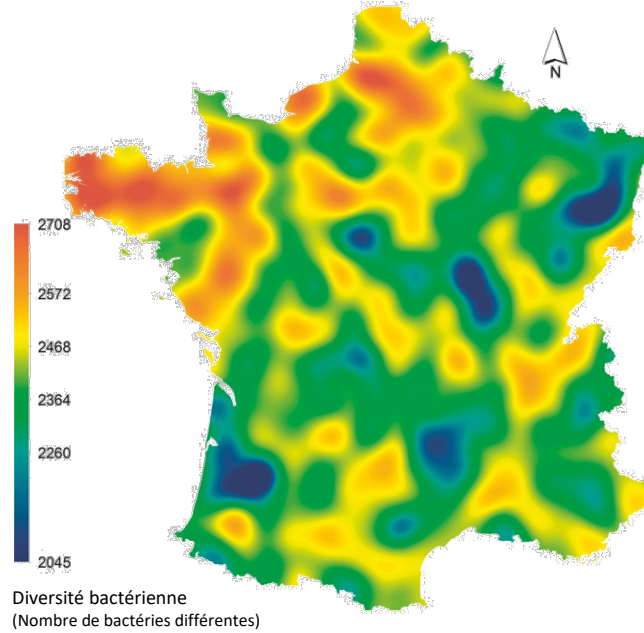 N
2708
2572
2468
2364
2260
2045
Diversité bactérienne
(Nombre de bactéries différentes)